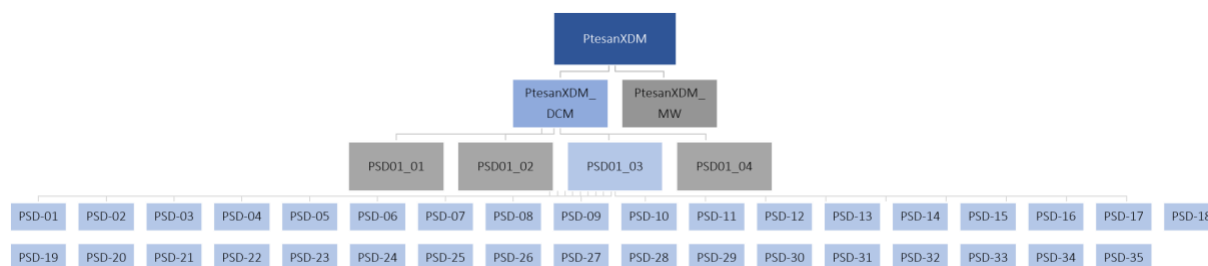 PtesanXDM
PtesanXDM_
DCM
PtesanXDM_
MW
PSD01_01
PSD01_02
PSD01_03
PSD01_04
PSD-01 PSD-02 PSD-03 PSD-04 PSD-05 PSD-06 PSD-07 PSD-08 PSD-09 PSD-10 PSD-11 PSD-12 PSD-13 PSD-14 PSD-15 PSD-16 PSD-17 PSD-18
PSD-19 PSD-20 PSD-21 PSD-22 PSD-23 PSD-24 PSD-25 PSD-26 PSD-27 PSD-28 PSD-29 PSD-30 PSD-31 PSD-32 PSD-33 PSD-34 PSD-35